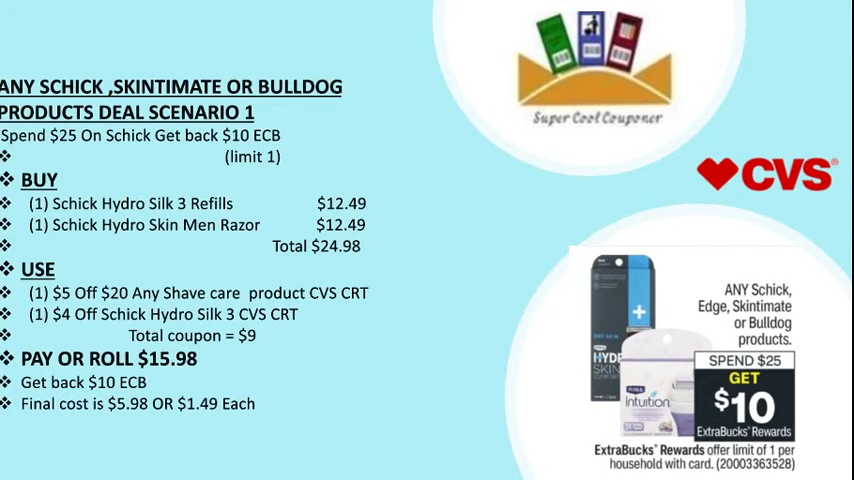 ANY SCHICK ,SKINTIMATE OR BULLDOG
PRODUCTS DEAL SCENARIO 1
Spend $25 On Schick Get back $10 ECB
(limit 1)
BUY
(1) Schick Hydro Silk 3 Refills $12.49
(1) Schick Hydro Skin Men Razor $12.49
Total $24.98
USE
(1) $5 Off $20 Any Shave care product CVS CRT
(1) $4 Off Schick Hydro Silk 3 CVS CRT
Total coupon = $9
PAY OR ROLL $15.98
Get back $10 ECB
Final cost is $5.98 OR $1.49 Each
Super Cool Couponer
CVS®
DRY SKIN
HYDR
SKIN
Schick
intuition
ANY Schick,
Edge, Skintimate
or Bulldog
products.
SPEND $25
GET
$10
ExtraBucks® Rewards
ExtraBucks® Rewards offer limit of 1 per
household with card. (20003363528)